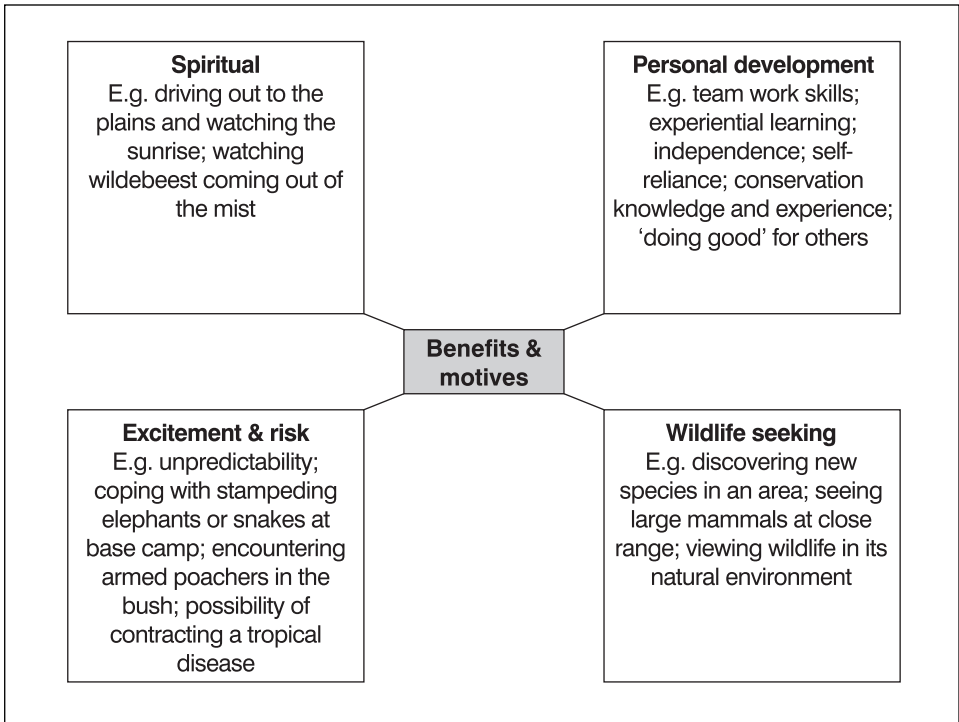 Spiritual
E.g. driving out to the
plains and watching the
sunrise; watching
wildebeest coming out of
the mist
Personal development
E.g. team work skills;
experiential learning;
independence; self-
reliance; conservation
knowledge and experience;
‘doing good’ for others
Benefits &
motives
Excitement & risk
E.g. unpredictability;
coping with stampeding
elephants or snakes at
base camp; encountering
armed poachers in the
bush; possibility of
contracting a tropical
disease
Wildlife seeking
E.g. discovering new
species in an area; seeing
large mammals at close
range; viewing wildlife in its
natural environment